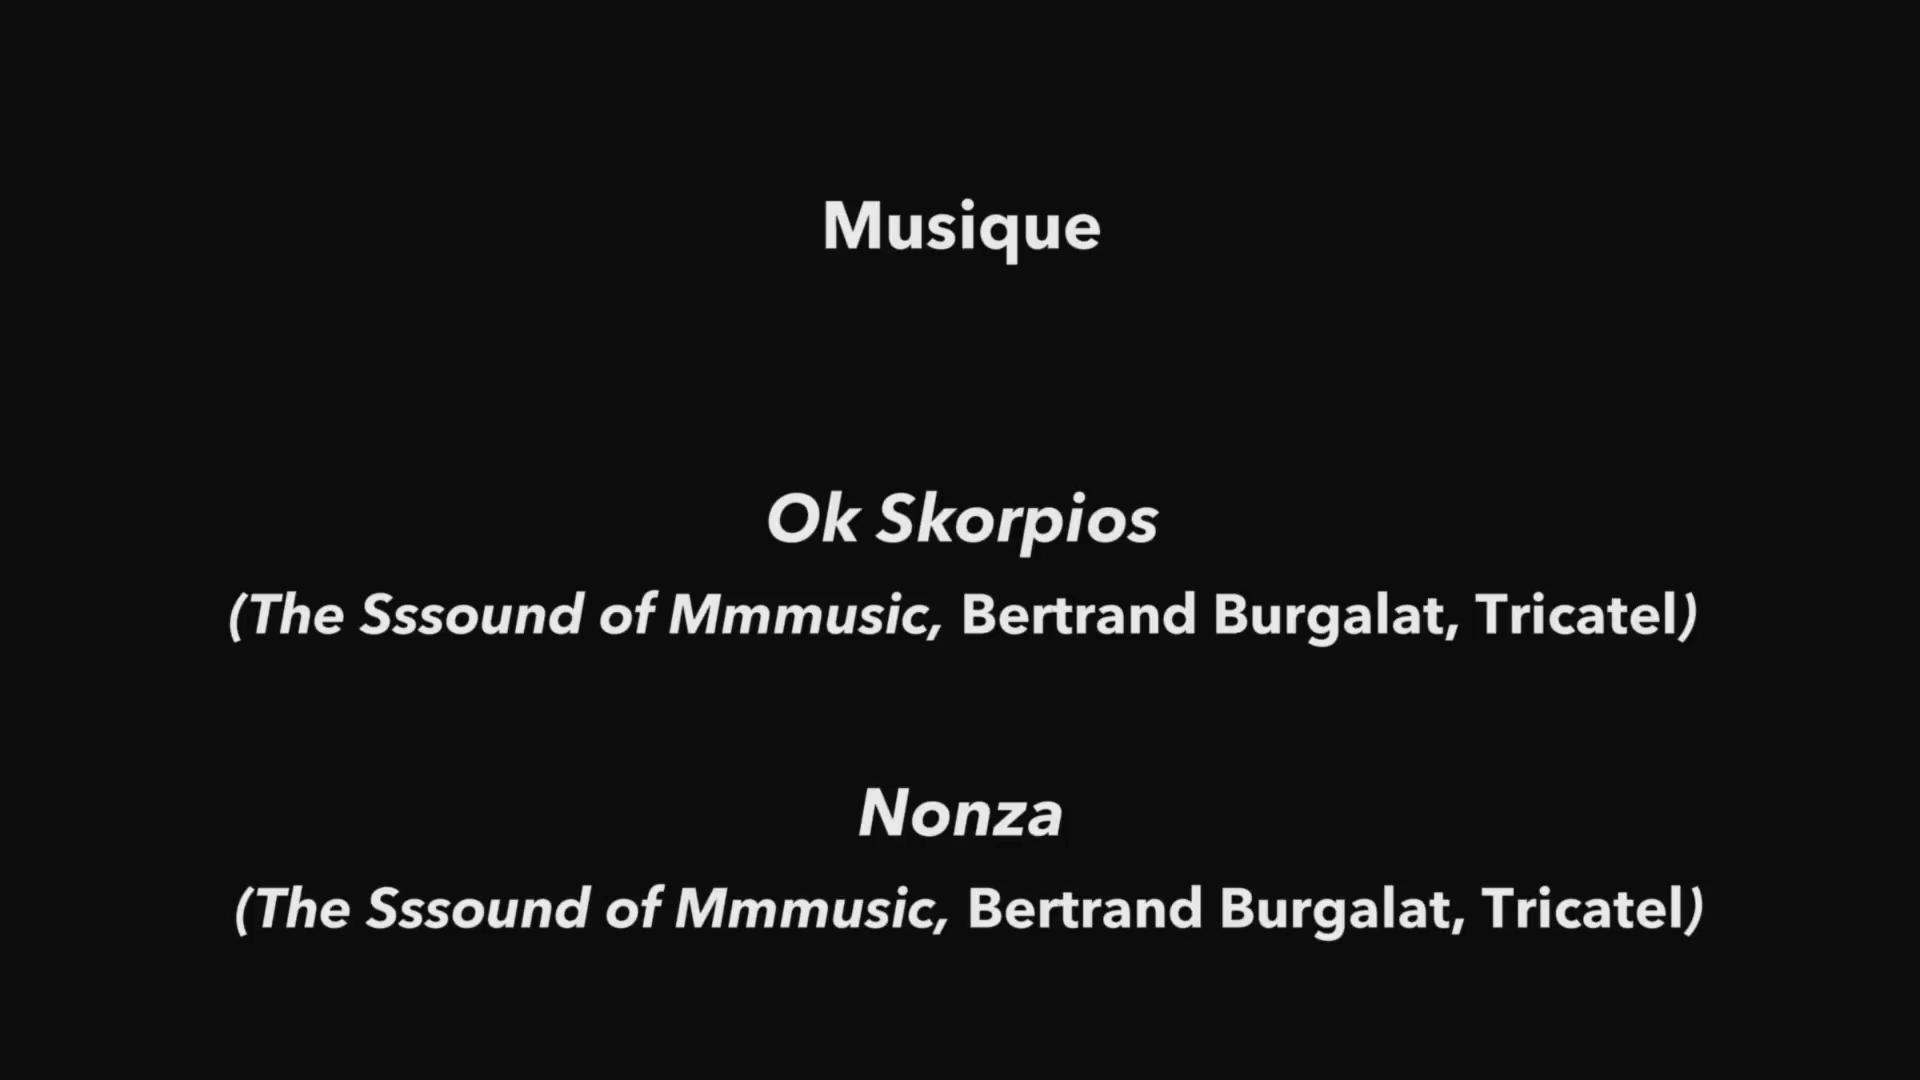 Musique
Ok Skorpios
(The Sssound of Mmmusic, Bertrand Burgalat, Tricatel)
Nonza
(The Sssound of Mmmusic, Bertrand Burgalat, Tricatel)